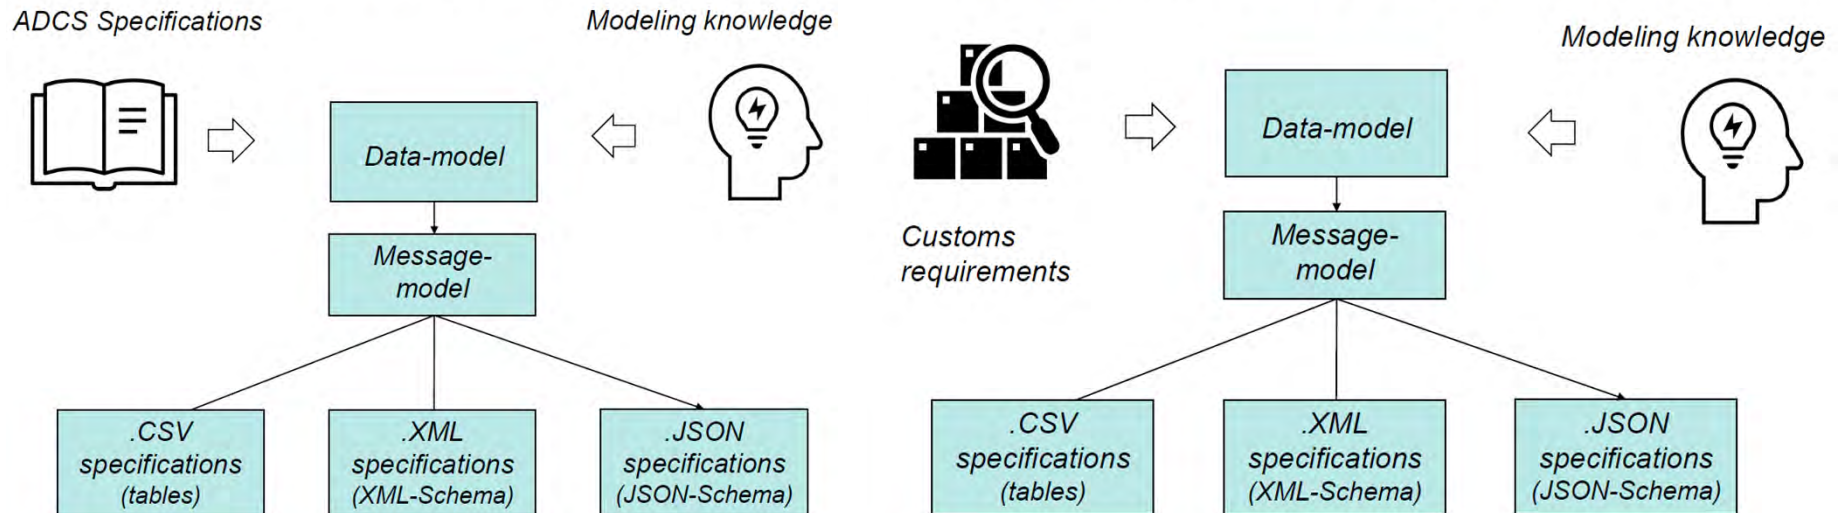 ADCS Specifications
Modeling knowledge
Data-model
Message-
model
.CSV
specifications
(tables)
.XML
specifications
(XML-Schema)
.JSON
specifications
(JSON-Schema)
Modeling knowledge
Customs
requirements
Data-model
Message-
model
.CSV
specifications
(tables)
.XML
specifications
(XML-Schema)
.JSON
specifications
(JSON-Schema)